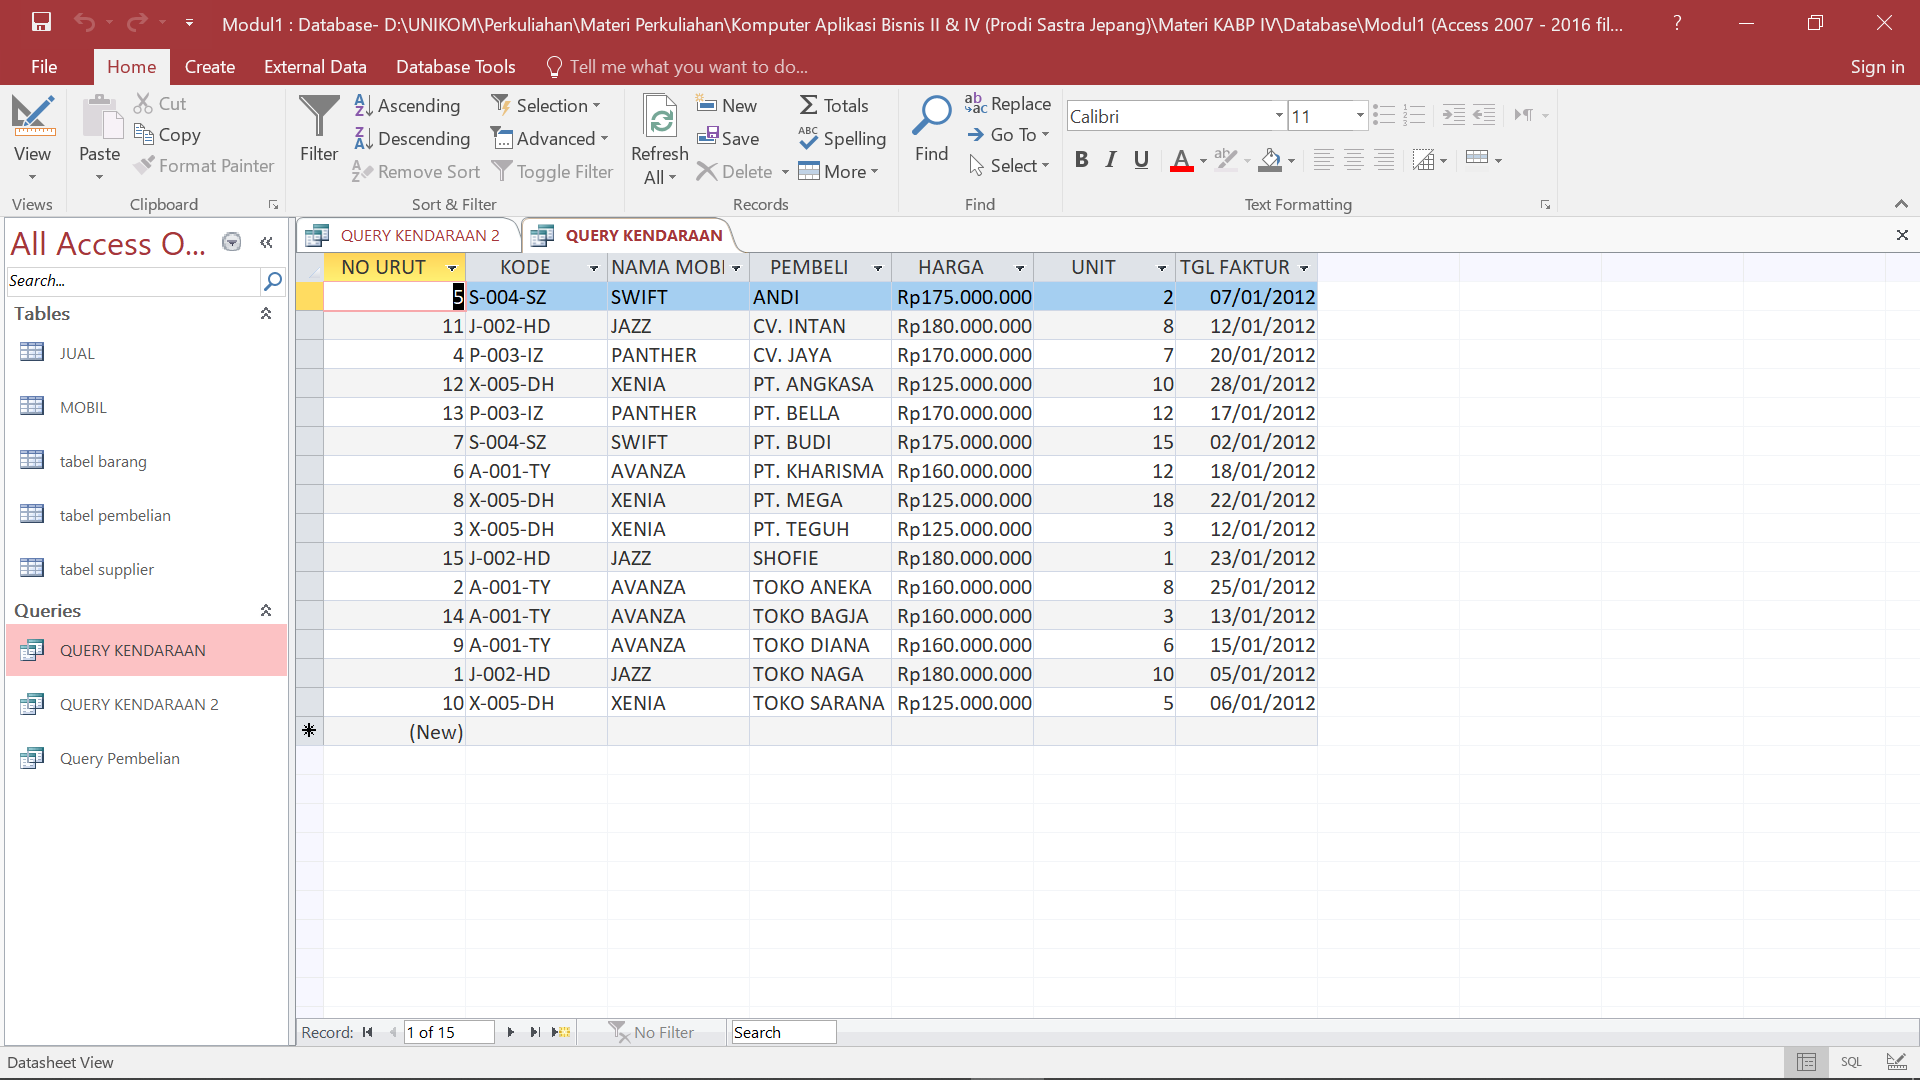 Modul1 : Database- D:\UNIKOM\Perkuliahan\Materi Perkuliahan\Komputer Aplikasi Bisnis II & IV (Prodi Sastra Jepang)\Materi KABP IV\Database\Modul1 (Access 2007 - 2016 fil...
File Home Create External Data Database Tools Tell me what you want to do... Sign in
View
Views
Paste
Cut
Copy
Format Painter
Clipboard
Filter
Ascending
Descending
Remove Sort
Selection
Advanced
Toggle Filter
Sort & Filter
Refresh
All
New
Save
Delete
Totals
Spelling
More
Records
Find
Replace
Go To
Select
Find
Calibri 11
B I U
Text Formatting
All Access O...
Search...
Tables
JUAL
MOBIL
tabel barang
tabel pembelian
tabel supplier
Queries
QUERY KENDARAAN
QUERY KENDARAAN 2
Query Pembelian
QUERY KENDARAAN 2 QUERY KENDARAAN
NO URUT KODE NAMA MOBI PEMBELI HARGA UNIT TGL FAKTUR
5 S-004-SZ SWIFT ANDI Rp175.000.000 2 07/01/2012
11 J-002-HD JAZZ CV. INTAN Rp180.000.000 8 12/01/2012
4 P-003-IZ PANTHER CV. JAYA Rp170.000.000 7 20/01/2012
12 X-005-DH XENIA PT. ANGKASA Rp125.000.000 10 28/01/2012
13 P-003-IZ PANTHER PT. BELLA Rp170.000.000 12 17/01/2012
7 S-004-SZ SWIFT PT. BUDI Rp175.000.000 15 02/01/2012
6 A-001-TY AVANZA PT. KHARISMA Rp160.000.000 12 18/01/2012
8 X-005-DH XENIA PT. MEGA Rp125.000.000 18 22/01/2012
3 X-005-DH XENIA PT. TEGUH Rp125.000.000 3 12/01/2012
15 J-002-HD JAZZ SHOFIE Rp180.000.000 1 23/01/2012
2 A-001-TY AVANZA TOKO ANEKA Rp160.000.000 8 25/01/2012
14 A-001-TY AVANZA TOKO BAGJA Rp160.000.000 3 13/01/2012
9 A-001-TY AVANZA TOKO DIANA Rp160.000.000 6 15/01/2012
1 J-002-HD JAZZ TOKO NAGA Rp180.000.000 10 05/01/2012
10 X-005-DH XENIA TOKO SARANA Rp125.000.000 5 06/01/2012
(New)
Record: 1 of 15 No Filter Search
Datasheet View SQL